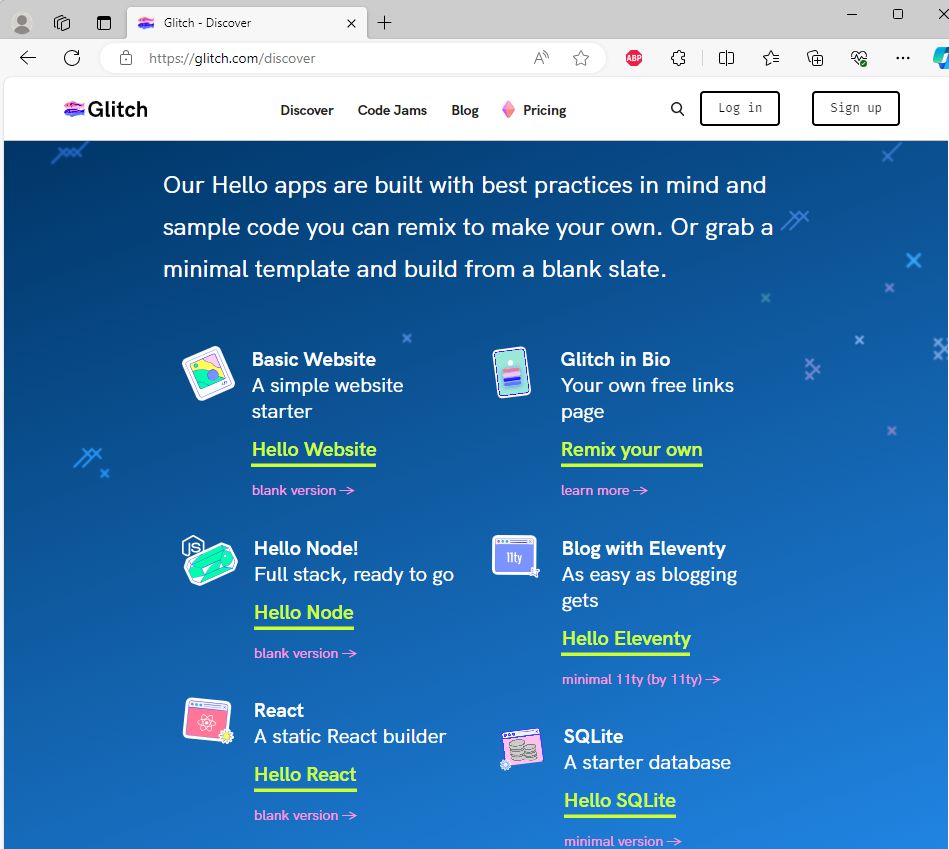 Glitch - Discover
https://glitch.com/discover
A
ABP
Glitch
Discover
Code Jams
Blog
Pricing
Log in
Sign up
Our Hello apps are built with best practices in mind and
sample code you can remix to make your own. Or grab a
minimal template and build from a blank slate.
Basic Website
A simple website
starter
Hello Website
blank version →
Glitch in Bio
Your own free links
page
Remix your own
learn more →
JS
Hello Node!
Full stack, ready to go
Hello Node
blank version →
11ty
Blog with Eleventy
As easy as blogging
gets
Hello Eleventy
minimal 11ty (by 11ty) →
React
A static React builder
Hello React
blank version →
SQLite
A starter database
Hello SQLite
minimal version →